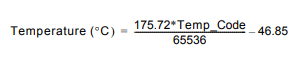 Temperature (°C) = 175.72*Temp_Code / 65536 – 46.85